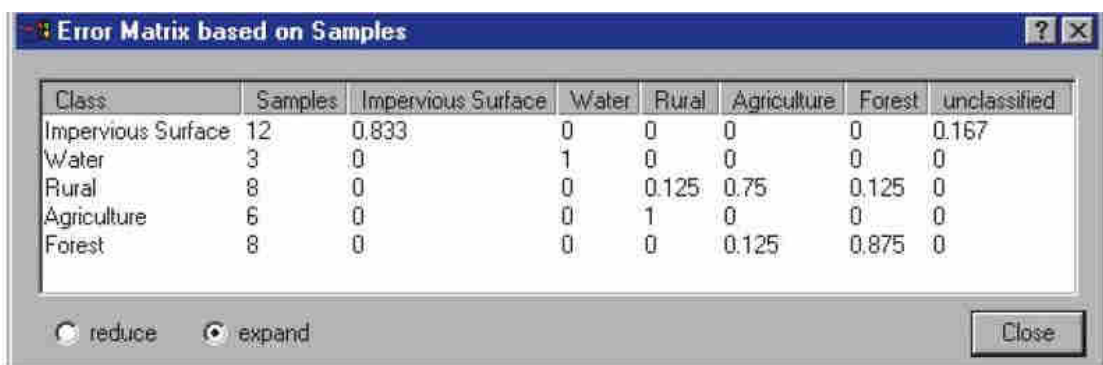 Error Matrix based on Samples ? X
Class Samples Impervious Surface Water Rural Agriculture Forest unclassified
Impervious Surface 12 0.833 0 0 0 0 0.167
Water 3 0 1 0 0 0 0
Rural 8 0 0 0.125 0.75 0.125 0
Agriculture 6 0 0 1 0 0 0
Forest 8 0 0 0 0.125 0.875 0
reduce expand Close